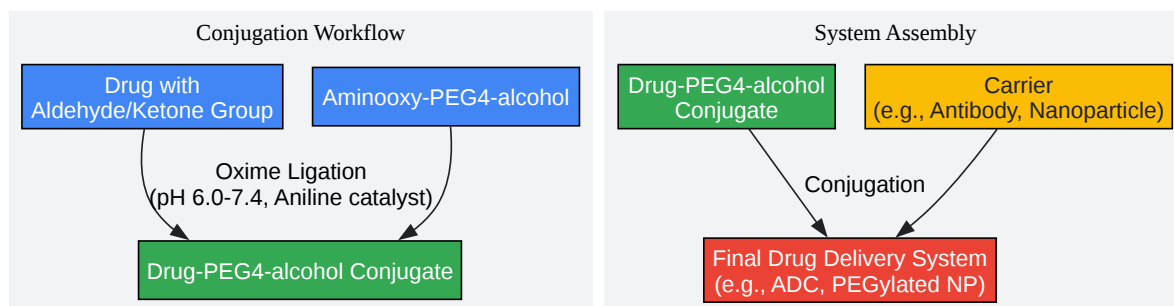 Conjugation Workflow
Drug with
Aldehyde/Ketone Group
Aminooxy-PEG4-alcohol
Oxime Ligation
(pH 6.0-7.4, Aniline catalyst)
Drug-PEG4-alcohol Conjugate
System Assembly
Drug-PEG4-alcohol
Conjugate
Carrier
(e.g., Antibody, Nanoparticle)
Conjugation
Final Drug Delivery System
(e.g., ADC, PEGylated NP)